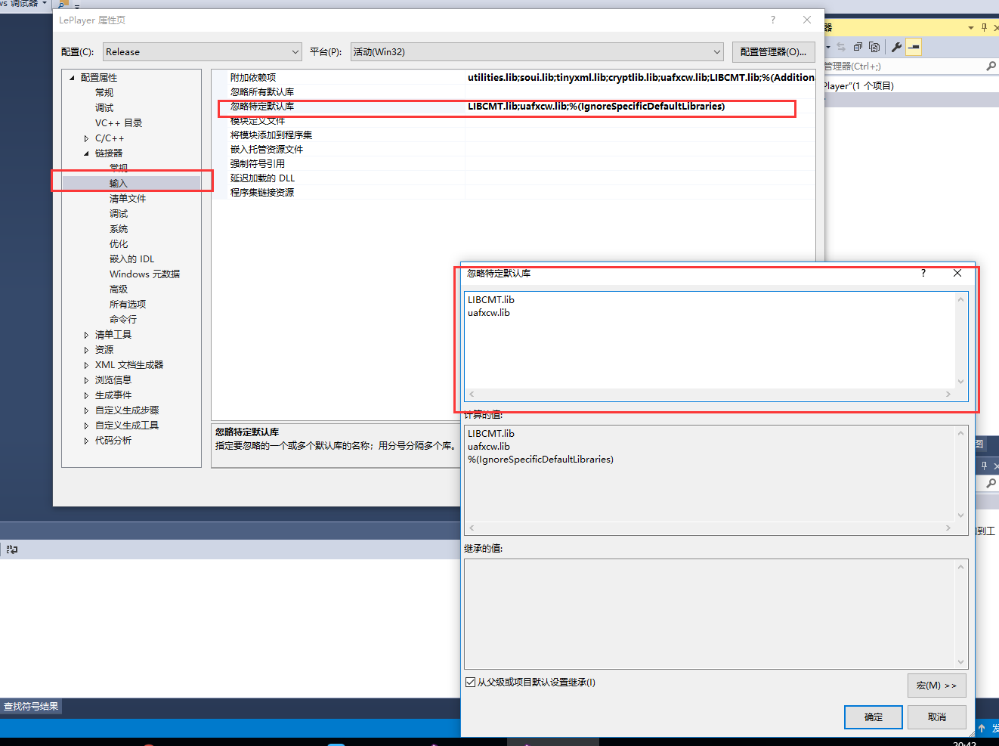 ws 调试器
LePlayer 属性页
?
配置(C):
Release
平台(P):
活动(Win32)
配置管理器(O)...
配置属性
常规
调试
VC++ 目录
C/C++
链接器
常规
输入
清单文件
调试
系统
优化
嵌入的 IDL
Windows 元数据
高级
所有选项
命令行
清单工具
资源
XML 文档生成器
浏览信息
生成事件
自定义生成步骤
自定义生成工具
代码分析
附加依赖项 utilities.lib;soui.lib;tinyxml.lib;cryptlib.lib;uafxcw.lib;LIBCMT.lib;%(Additiona
忽略所有默认库
忽略特定默认库 LIBCMT.lib;uafxcw.lib;%(IgnoreSpecificDefaultLibraries)
模块定义文件
将模块添加到程序集
嵌入托管资源文件
强制符号引用
延迟加载的 DLL
程序集链接资源
忽略特定默认库
指定要忽略的一个或多个默认库的名称；用分号分隔多个库。
器
管理器(Ctrl+;)
Player"(1 个项目)
忽略特定默认库
?
LIBCMT.lib
uafxcw.lib
计算的值:
LIBCMT.lib
uafxcw.lib
%(IgnoreSpecificDefaultLibraries)
继承的值:
从父级或项目默认设置继承(I)
宏(M) >>
确定
取消
图
到工
查找符号结果
发
20:42